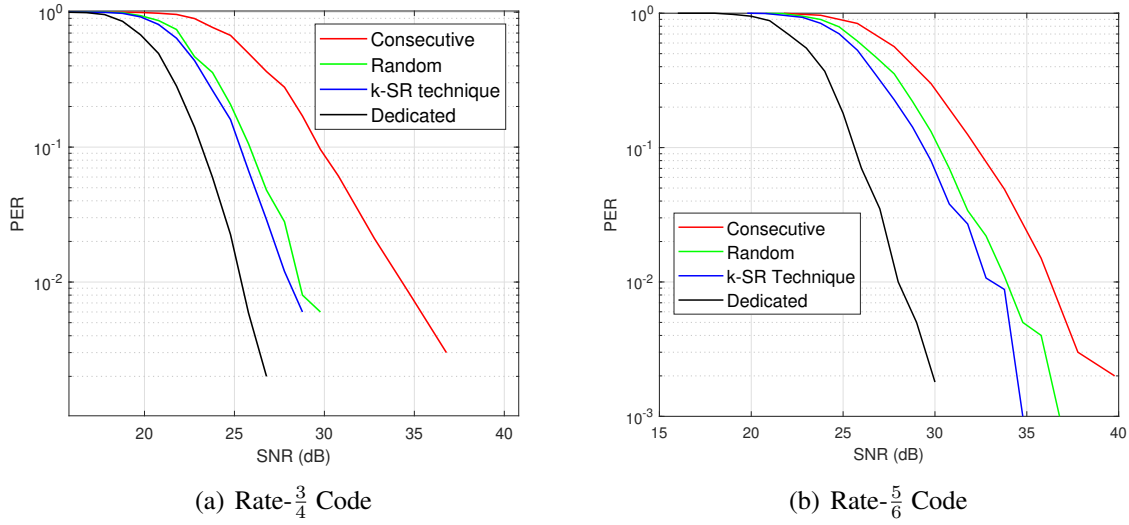 10^0
10^-1
10^-2
PER
20 25 30 35 40
SNR (dB)
Consecutive
Random
k-SR technique
Dedicated
(a) Rate-3/4 Code
10^0
10^-1
10^-2
10^-3
PER
15 20 25 30 35 40
SNR (dB)
Consecutive
Random
k-SR Technique
Dedicated
(b) Rate-5/6 Code